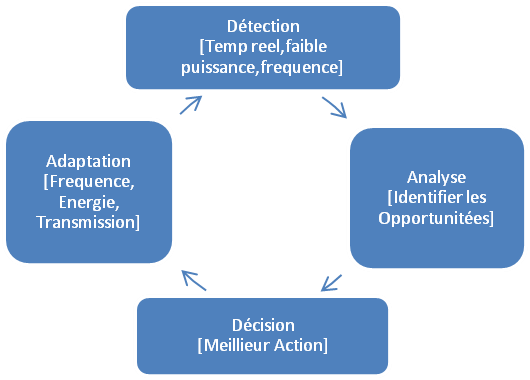 Détection
[Temp reel,faible
puissance,frequence]
Adaptation
[Frequence,
Energie,
Transmission]
Analyse
[Identifier les
Opportunitées]
Décision
[Meillieur Action]